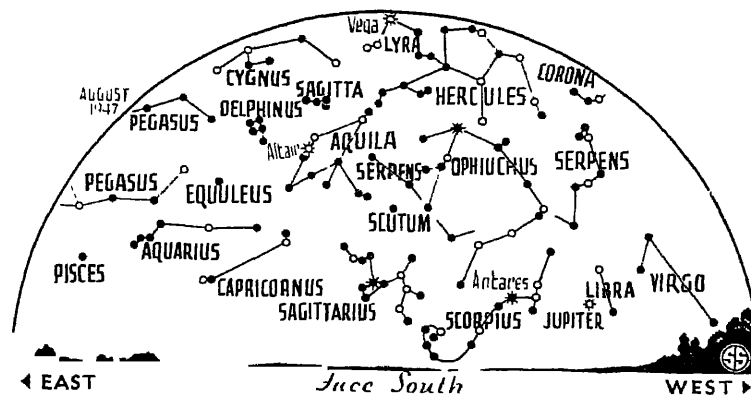 Vega
LYRA
CYGNUS
CORONA
SAGITTA
HERCULES
AUGUST
1947
DELPHINUS
PEGASUS
AQUILA
Altair
SERPENS
OPHIUCHUS
SERPENS
PEGASUS
EQUULEUS
SCUTUM
AQUARIUS
PISCES
CAPRICORNUS
Antares
LIBRA
VIRGO
SAGITTARIUS
SCORPIUS
JUPITER
SS
EAST
Face South
WEST